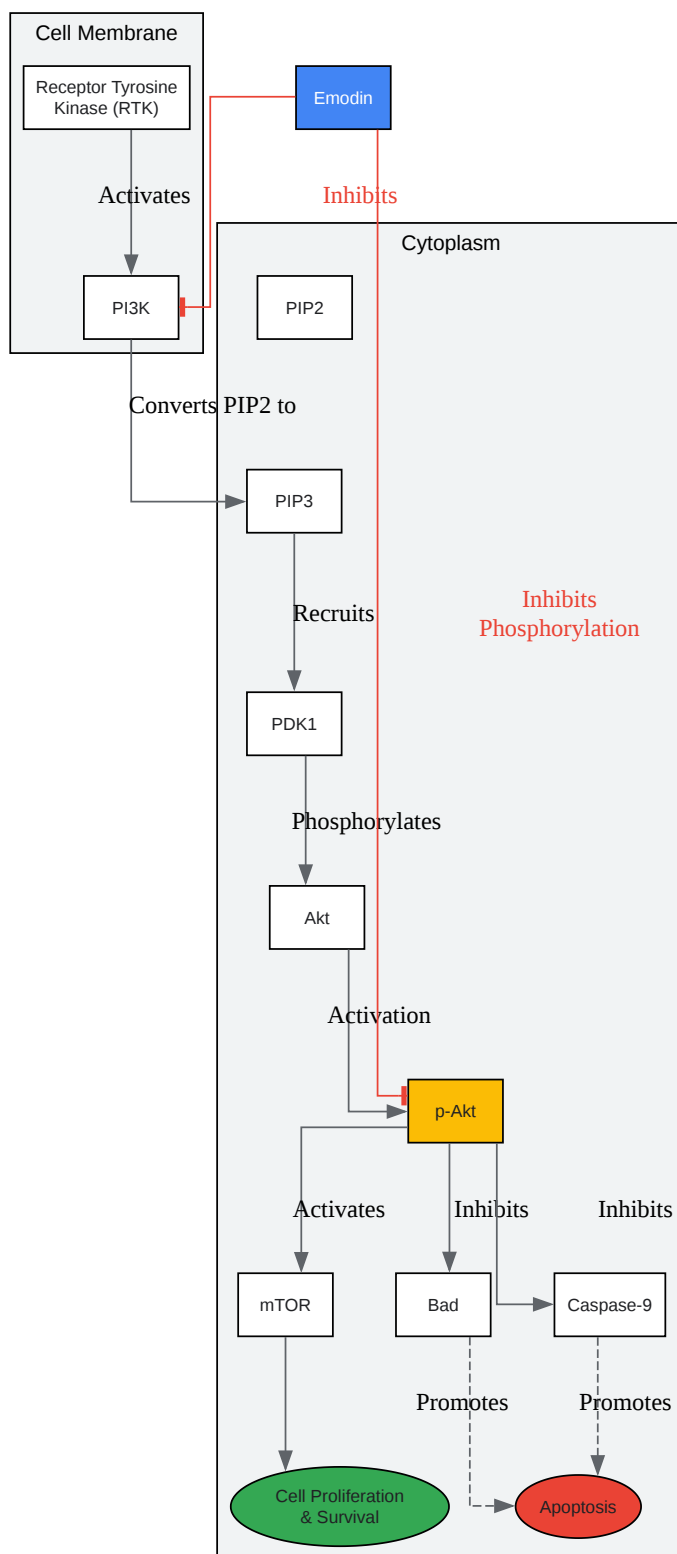 Cell Membrane
Receptor Tyrosine
Kinase (RTK)
Emodin
Activates
Inhibits
Cytoplasm
PI3K
PIP2
Converts PIP2 to
PIP3
Inhibits
Phosphorylation
Recruits
PDK1
Phosphorylates
Akt
Activation
p-Akt
Activates
Inhibits
Inhibits
mTOR
Bad
Caspase-9
Promotes
Promotes
Cell Proliferation
& Survival
Apoptosis